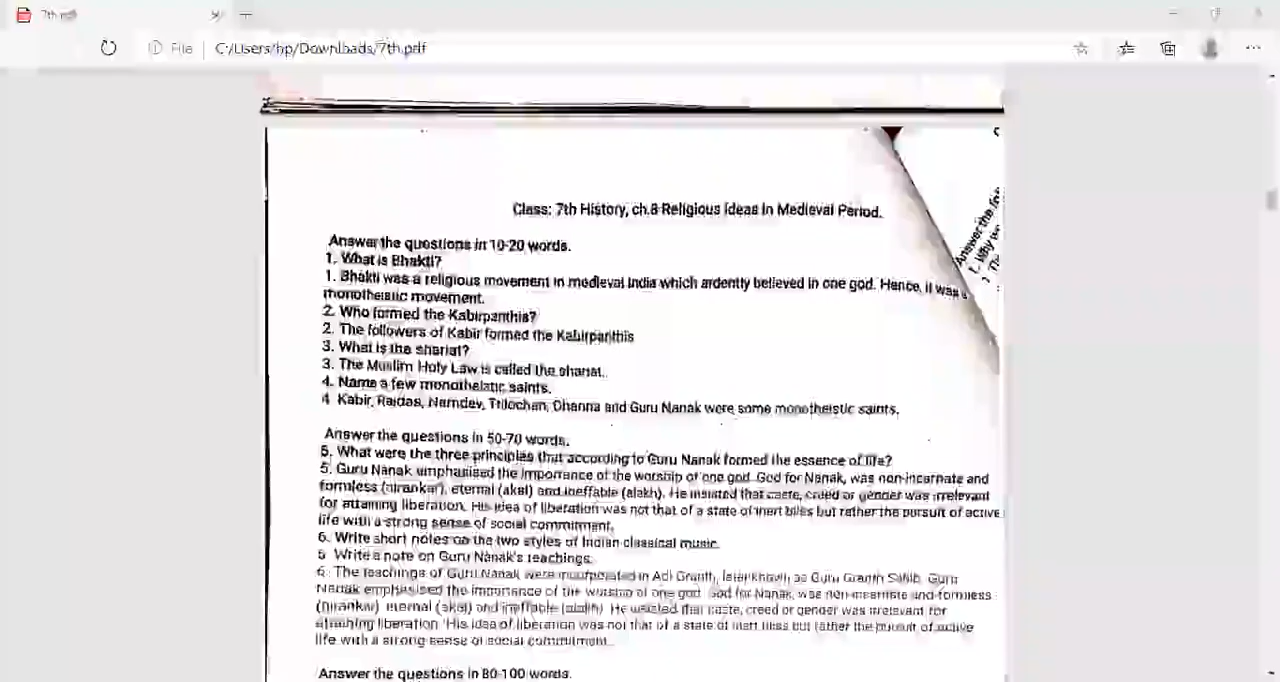 7th.pdf
File
C:/Users/hp/Downloads/7th.pdf
Class: 7th History, ch.8 Religious Ideas in Medieval Period.
Answer the questions in 10-20 words.
1. What is Bhakti?
1. Bhakti was a religious movement in medieval India which ardently believed in one god. Hence, it was
monotheistic movement.
2. Who formed the Kabirpanthis?
2. The followers of Kabir formed the Kabirpanthis
3. What is the shariat?
3. The Muslim Holy Law is called the shariat.
4. Name a few monotheistic saints.
4 Kabir, Raidas, Namdev, Trilochan, Dhanna and Guru Nanak were some monotheistic saints.
Answer the questions in 50-70 words.
5. What were the three principles that according to Guru Nanak formed the essence of life?
5. Guru Nanak emphasised the importance of the worship of one god. God for Nanak, was non-incarnate and
formless (nirankar), eternal (akal) and ineffable (alakh). He insisted that caste, creed or gender was irrelevant
for attaining liberation. His idea of liberation was not that of a state of inert bliss but rather the pursuit of active
life with a strong sense of social commitment.
6. Write short notes on the two styles of Indian classical music.
6 Write a note on Guru Nanak's teachings.
6. The teachings of Guru Nanak were incorporated in Adi Granth, later known as Guru Granth Sahib. Guru
Nanak emphasised the importance of the worship of one god. God for Nanak, was non-incarnate and formless
(nirankar) eternal (akal) and ineffable (alakh). He insisted that caste, creed or gender was irrelevant for
attaining liberation. His idea of liberation was not that of a state of inert bliss but rather the pursuit of active
life with a strong sense of social commitment.
Answer the questions in 80-100 words.
Answer the
1. Why